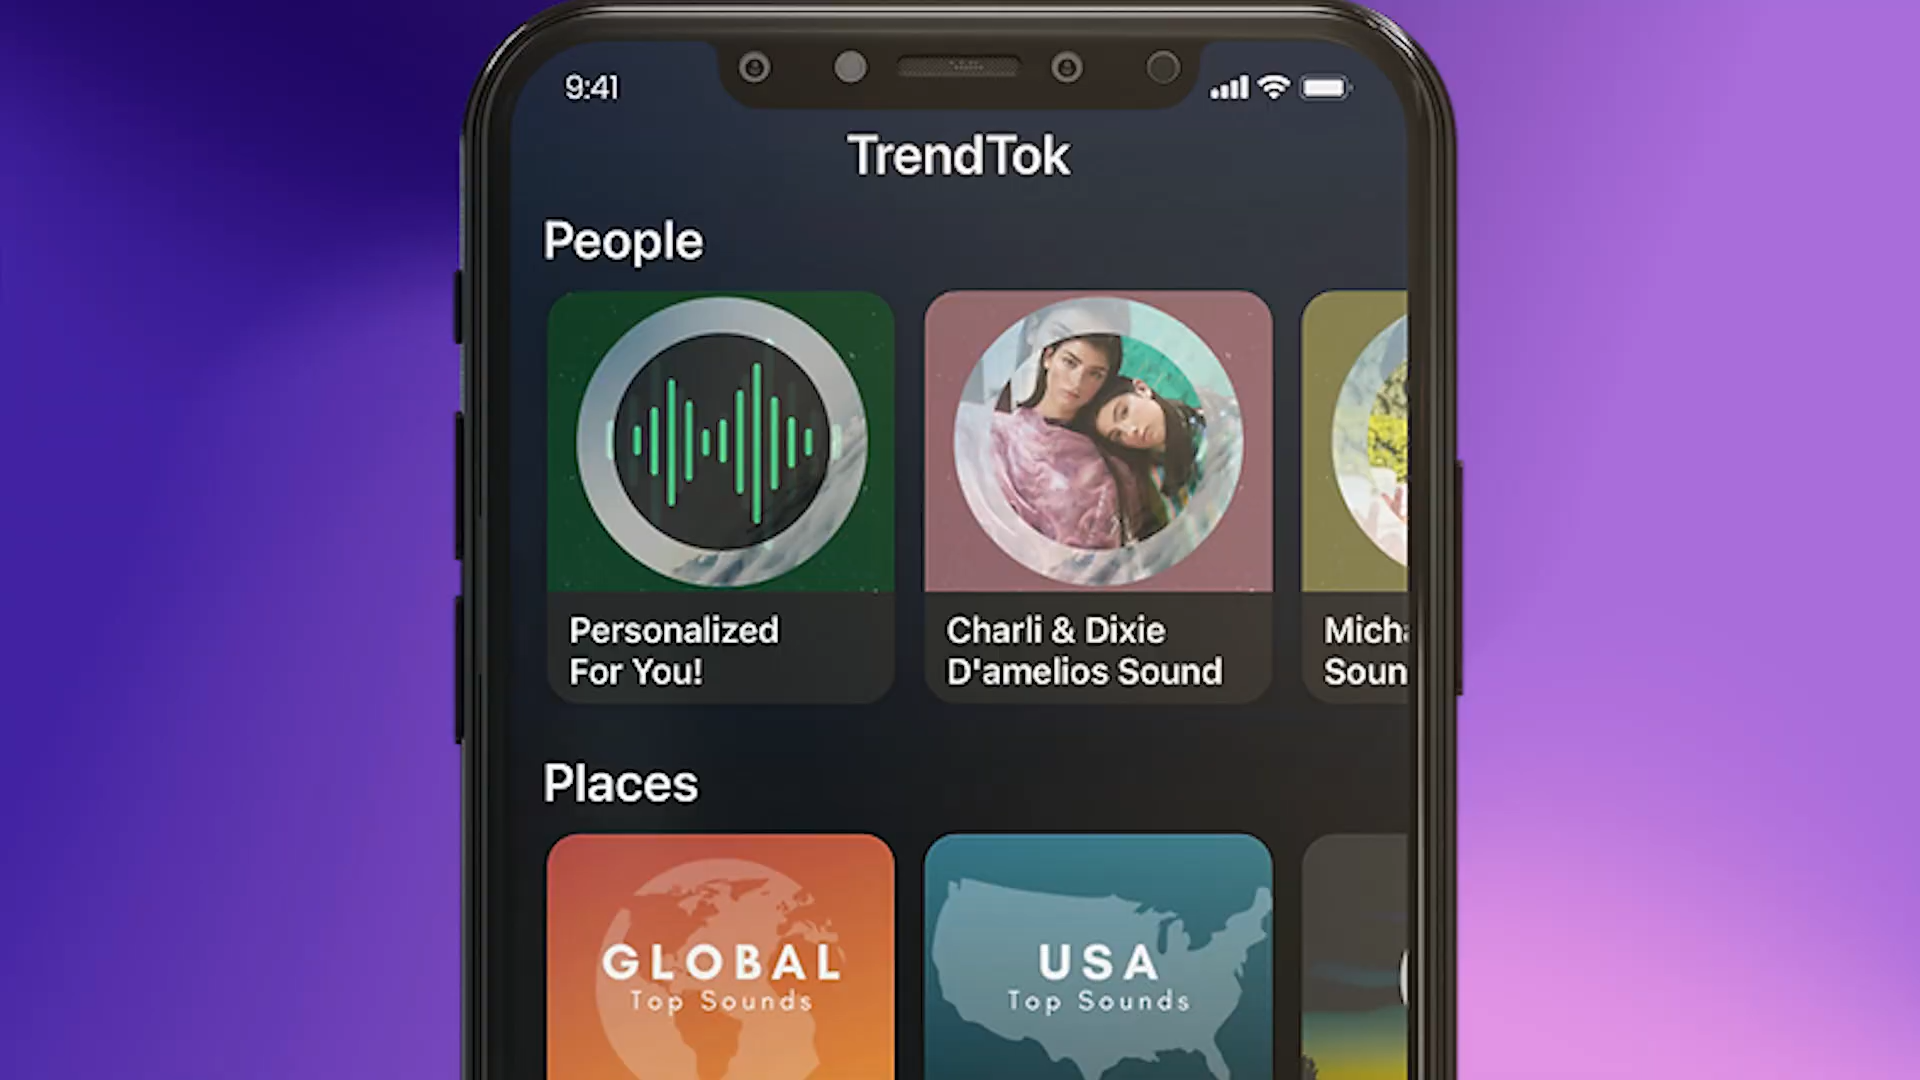 9:41
TrendTok
People
Personalized
For You!
Charli & Dixie
D'amelios Sound
Places
GLOBAL
Top Sounds
USA
Top Sounds